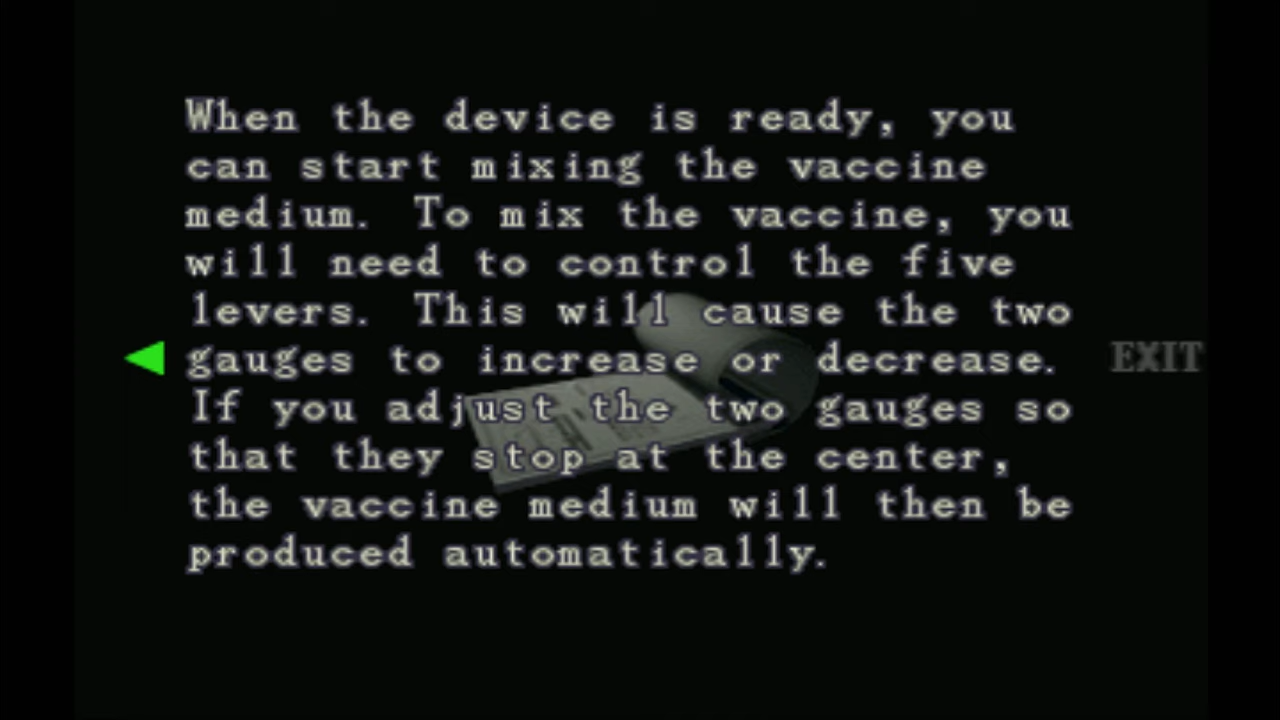 When the device is ready, you
can start mixing the vaccine
medium. To mix the vaccine, you
will need to control the five
levers. This will cause the two
gauges to increase or decrease.
EXIT
If you adjust the two gauges so
that they stop at the center,
the vaccine medium will then be
produced automatically.